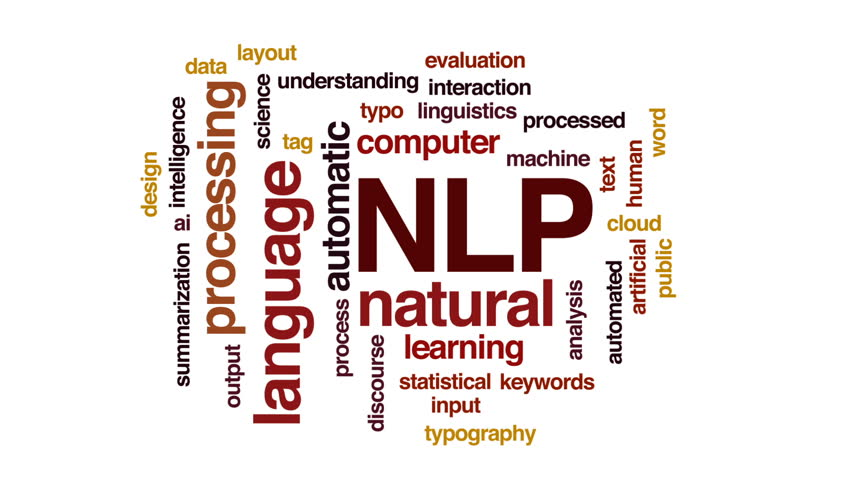 layout
data
evaluation
understanding
interaction
science
processing
intelligence
typo
linguistics
processed
tag
computer
automatic
machine
word
text
human
design
language
NLP
ai.
cloud
summarization
artificial
public
automated
natural
analysis
process
output
discourse
learning
statistical
keywords
input
typography